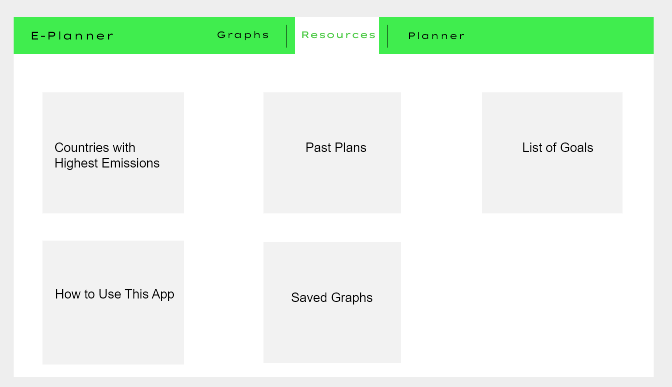 E-Planner
Graphs
Resources
Planner
Countries with
Highest Emissions
Past Plans
List of Goals
How to Use This App
Saved Graphs